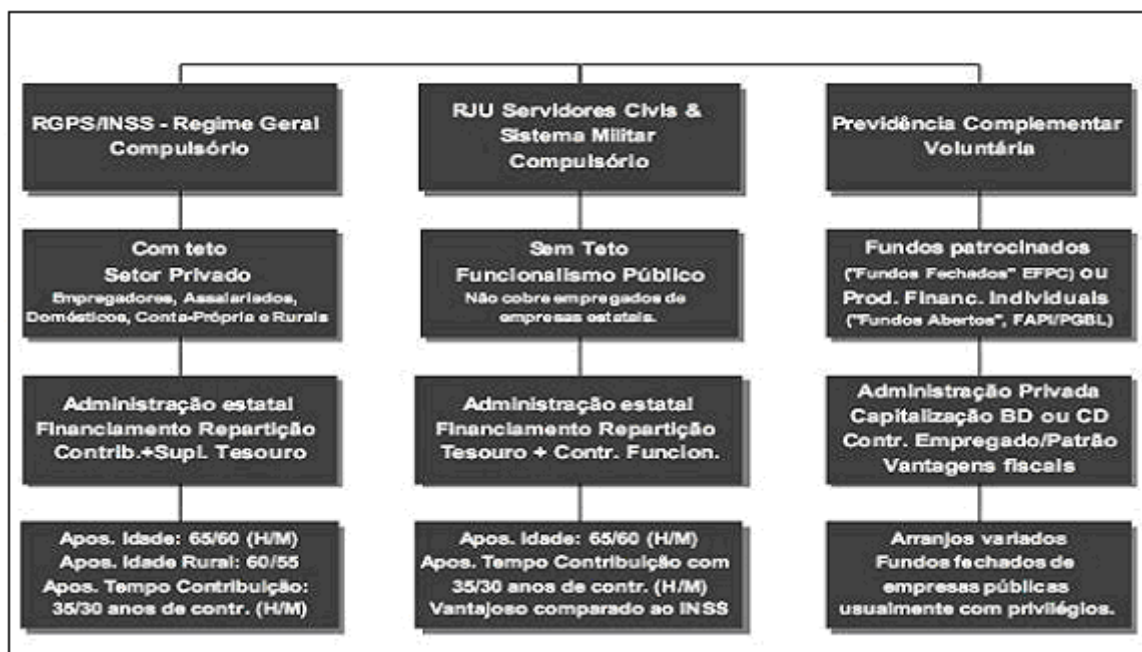 RGPS/INSS - Regime Geral
Compulsório
Com teto
Setor Privado
Empregadores, Assalariados,
Domésticos, Conta-Própria e Rurais
Administração estatal
Financiamento Repartição
Contrib.+Supl. Tesouro
Apos. Idade: 65/60 (H/M)
Apos. Idade Rural: 60/55
Apos. Tempo Contribuição:
35/30 anos de contr. (H/M)
RJU Servidores Civis &
Sistema Militar
Compulsório
Sem Teto
Funcionalismo Público
Não cobre empregados de
empresas estatais.
Administração estatal
Financiamento Repartição
Tesouro + Contr. Funcion.
Apos. Idade: 65/60 (H/M)
Apos. Tempo Contribuição com
35/30 anos de contr. (H/M)
Vantajoso comparado ao INSS
Previdência Complementar
Voluntária
Fundos patrocinados
("Fundos Fechados" EFPC) ou
Prod. Financ. Individuais
("Fundos Abertos", FAPI/PGBL)
Administração Privada
Capitalização BD ou CD
Contr. Empregado/Patrão
Vantagens fiscais
Arranjos variados
Fundos fechados de
empresas públicas
usualmente com privilégios.